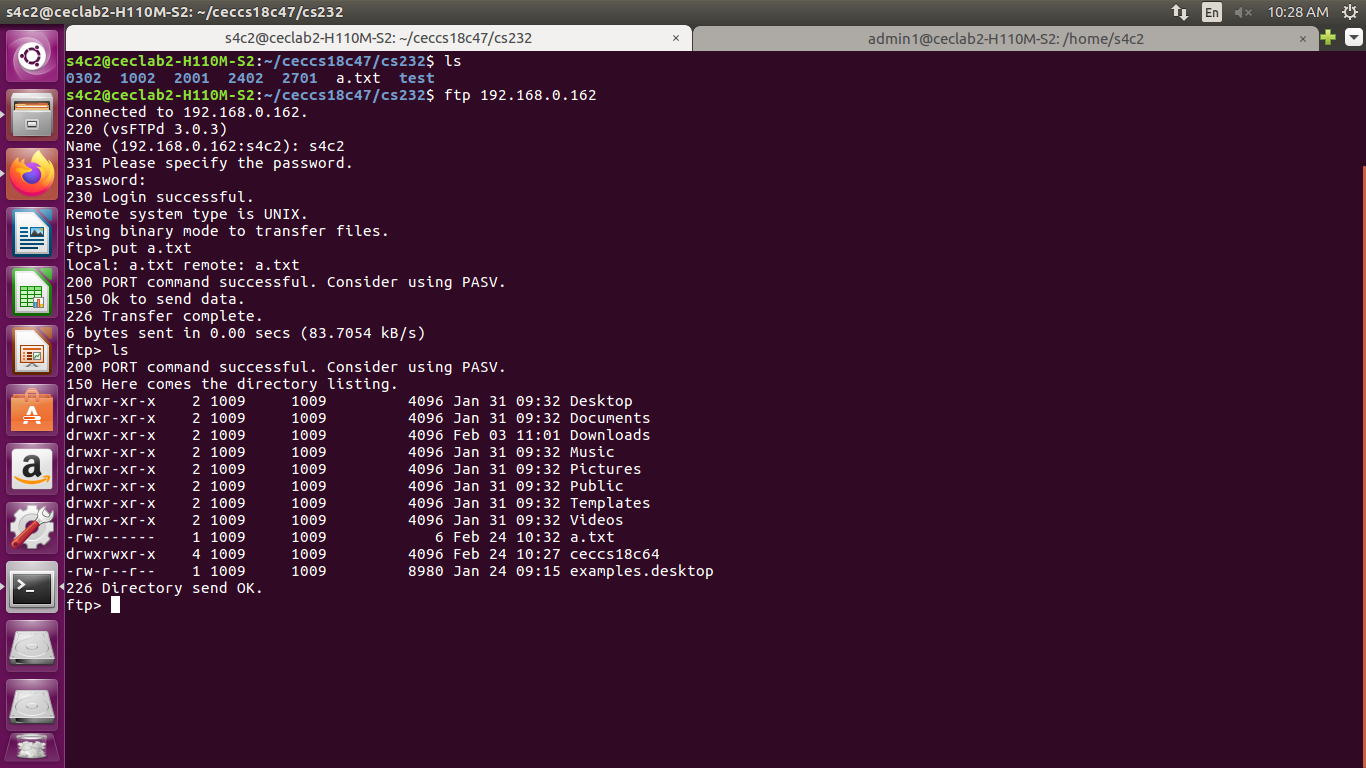 s4c2@ceclab2-H110M-S2: ~/ceccs18c47/cs232
En
10:28 AM
s4c2@ceclab2-H110M-S2: ~/ceccs18c47/cs232 ×
admin1@ceclab2-H110M-S2: /home/s4c2 ×
s4c2@ceclab2-H110M-S2:~/ceccs18c47/cs232$ ls
0302  1002  2001  2402  2701  a.txt  test
s4c2@ceclab2-H110M-S2:~/ceccs18c47/cs232$ ftp 192.168.0.162
Connected to 192.168.0.162.
220 (vsFTPd 3.0.3)
Name (192.168.0.162:s4c2): s4c2
331 Please specify the password.
Password:
230 Login successful.
Remote system type is UNIX.
Using binary mode to transfer files.
ftp> put a.txt
local: a.txt remote: a.txt
200 PORT command successful. Consider using PASV.
150 Ok to send data.
226 Transfer complete.
6 bytes sent in 0.00 secs (83.7054 kB/s)
ftp> ls
200 PORT command successful. Consider using PASV.
150 Here comes the directory listing.
drwxr-xr-x    2 1009     1009         4096 Jan 31 09:32 Desktop
drwxr-xr-x    2 1009     1009         4096 Jan 31 09:32 Documents
drwxr-xr-x    2 1009     1009         4096 Feb 03 11:01 Downloads
drwxr-xr-x    2 1009     1009         4096 Jan 31 09:32 Music
drwxr-xr-x    2 1009     1009         4096 Jan 31 09:32 Pictures
drwxr-xr-x    2 1009     1009         4096 Jan 31 09:32 Public
drwxr-xr-x    2 1009     1009         4096 Jan 31 09:32 Templates
drwxr-xr-x    2 1009     1009         4096 Jan 31 09:32 Videos
-rw-------    1 1009     1009            6 Feb 24 10:32 a.txt
drwxrwxr-x    4 1009     1009         4096 Feb 24 10:27 ceccs18c64
-rw-r--r--    1 1009     1009         8980 Jan 24 09:15 examples.desktop
226 Directory send OK.
ftp>